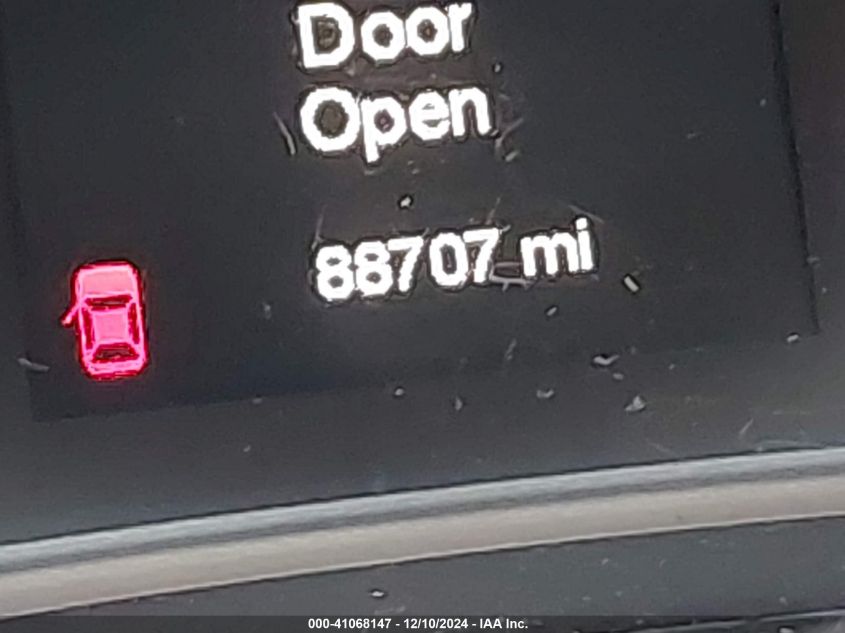 Door
Open
88707 mi
000-41068147 - 12/10/2024 - IAA Inc.